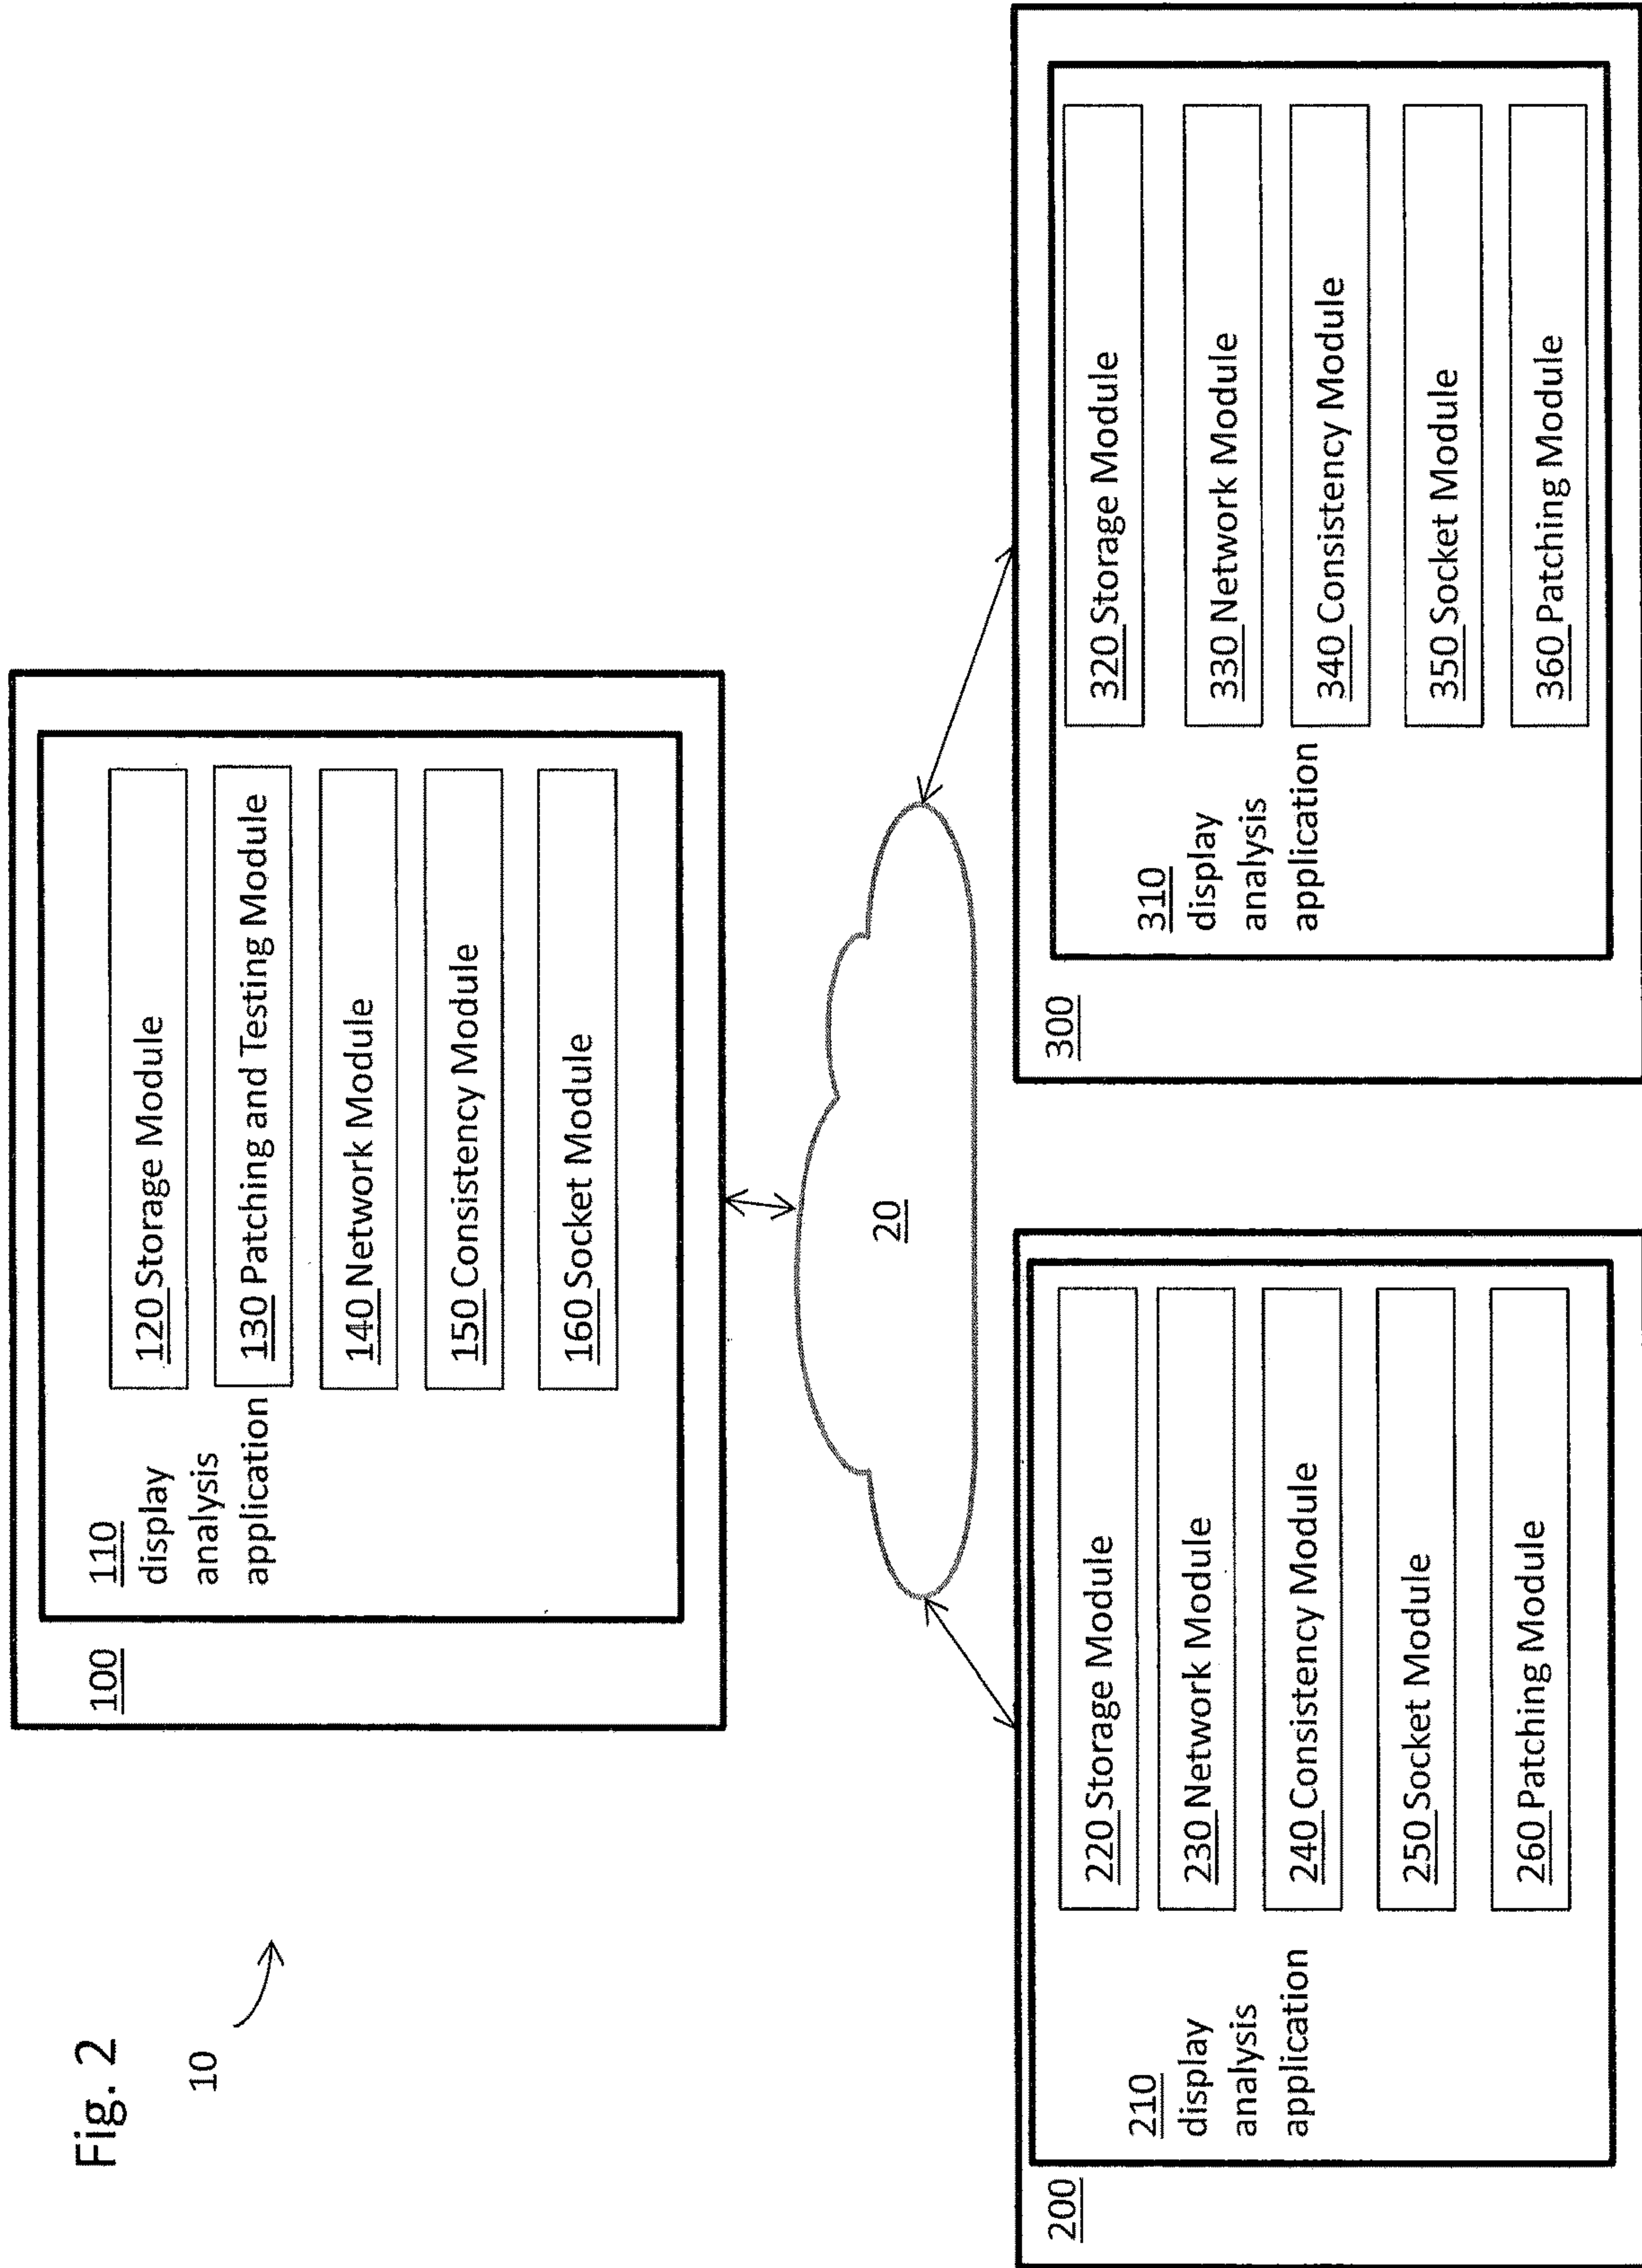 Fig. 2
10
100
110
display
analysis
application
120 Storage Module
130 Patching and Testing Module
140 Network Module
150 Consistency Module
160 Socket Module
20
200
210
display
analysis
application
220 Storage Module
230 Network Module
240 Consistency Module
250 Socket Module
260 Patching Module
300
310
display
analysis
application
320 Storage Module
330 Network Module
340 Consistency Module
350 Socket Module
360 Patching Module